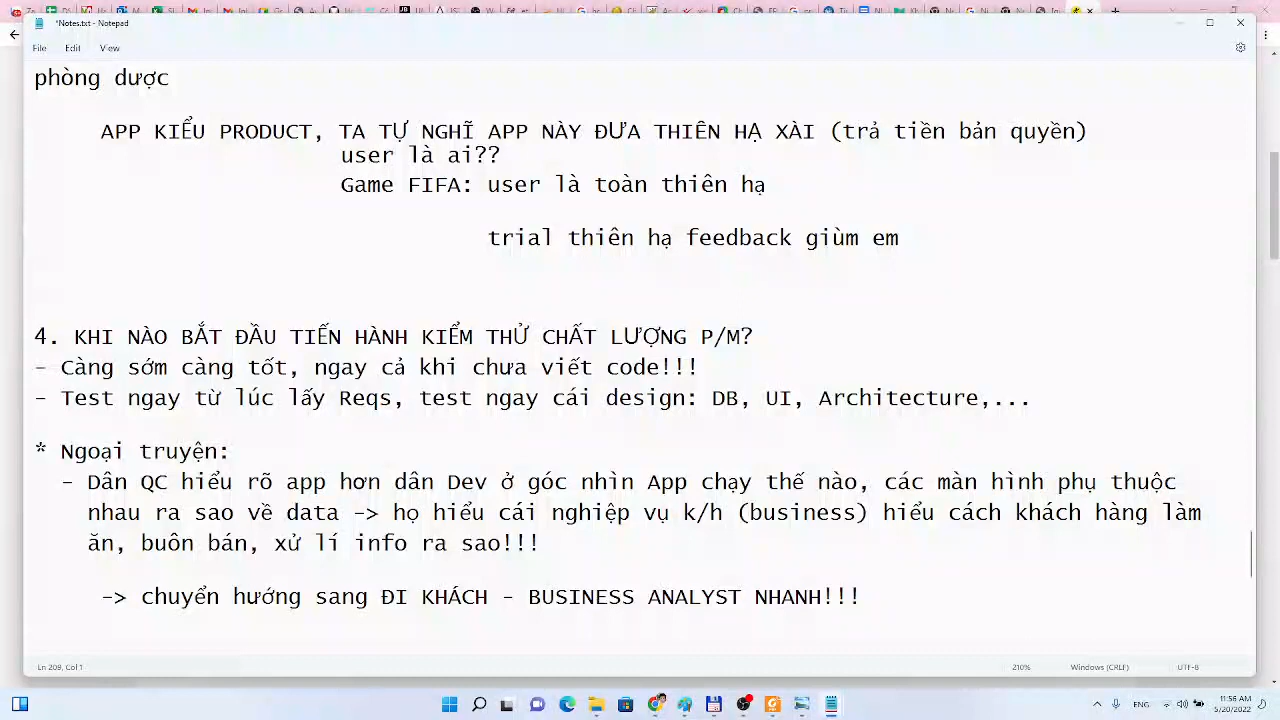 *Notes.txt - Notepad
File Edit View
phòng dược
APP KIỂU PRODUCT, TA TỰ NGHĨ APP NÀY ĐƯA THIÊN HẠ XÀI (trả tiền bản quyền)
user là ai??
Game FIFA: user là toàn thiên hạ
trial thiên hạ feedback giùm em
4. KHI NÀO BẮT ĐẦU TIẾN HÀNH KIỂM THỬ CHẤT LƯỢNG P/M?
- Càng sớm càng tốt, ngay cả khi chưa viết code!!!
- Test ngay từ lúc lấy Reqs, test ngay cái design: DB, UI, Architecture,...
* Ngoại truyện:
- Dân QC hiểu rõ app hơn dân Dev ở góc nhìn App chạy thế nào, các màn hình phụ thuộc
nhau ra sao về data -> họ hiểu cái nghiệp vụ k/h (business) hiểu cách khách hàng làm
ăn, buôn bán, xử lí info ra sao!!!
-> chuyển hướng sang ĐI KHÁCH - BUSINESS ANALYST NHANH!!!
Ln 209, Col 1 210% Windows (CRLF) UTF-8
ENG 11:56 AM
5/20/2022